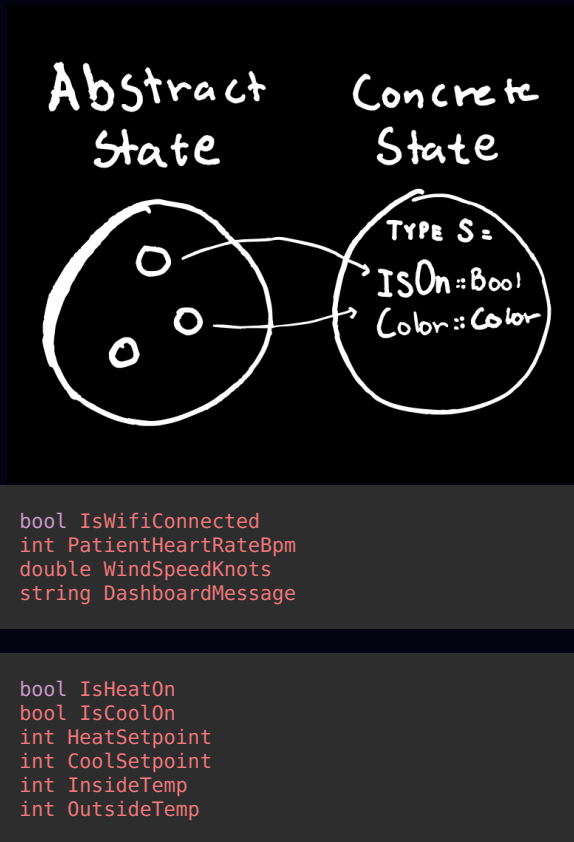 Abstract State
Concrete State
TYPE S =
IsOn :: Bool
Color :: Color
bool IsWifiConnected
int PatientHeartRateBpm
double WindSpeedKnots
string DashboardMessage
bool IsHeatOn
bool IsCoolOn
int HeatSetpoint
int CoolSetpoint
int InsideTemp
int OutsideTemp